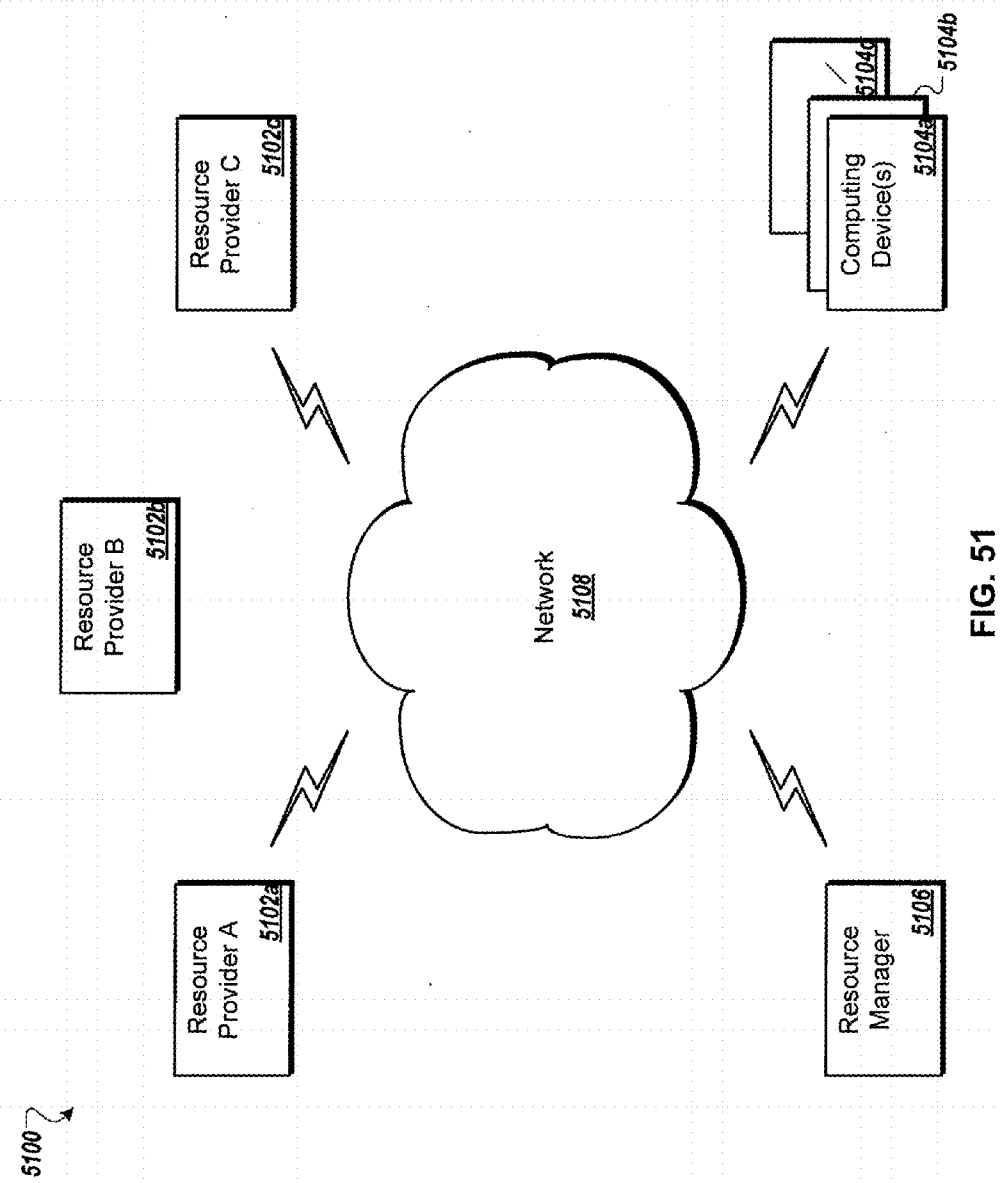 5100
Resource
Provider B
5102b
Resource
Provider A
5102a
Resource
Provider C
5102c
Network
5108
Resource
Manager
5106
Computing
Device(s)
5104a
5104b
5104c
FIG. 51